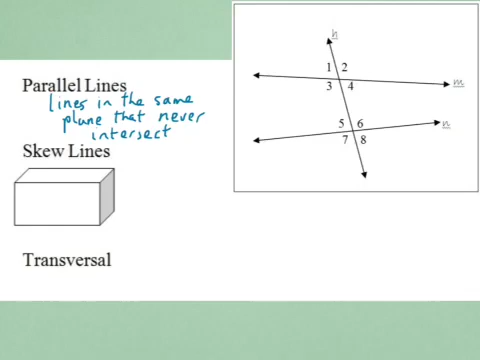 Parallel Lines
lines in the same
plane that never
intersect
Skew Lines
Transversal
h
1 2
3 4
m
5 6
n
7 8